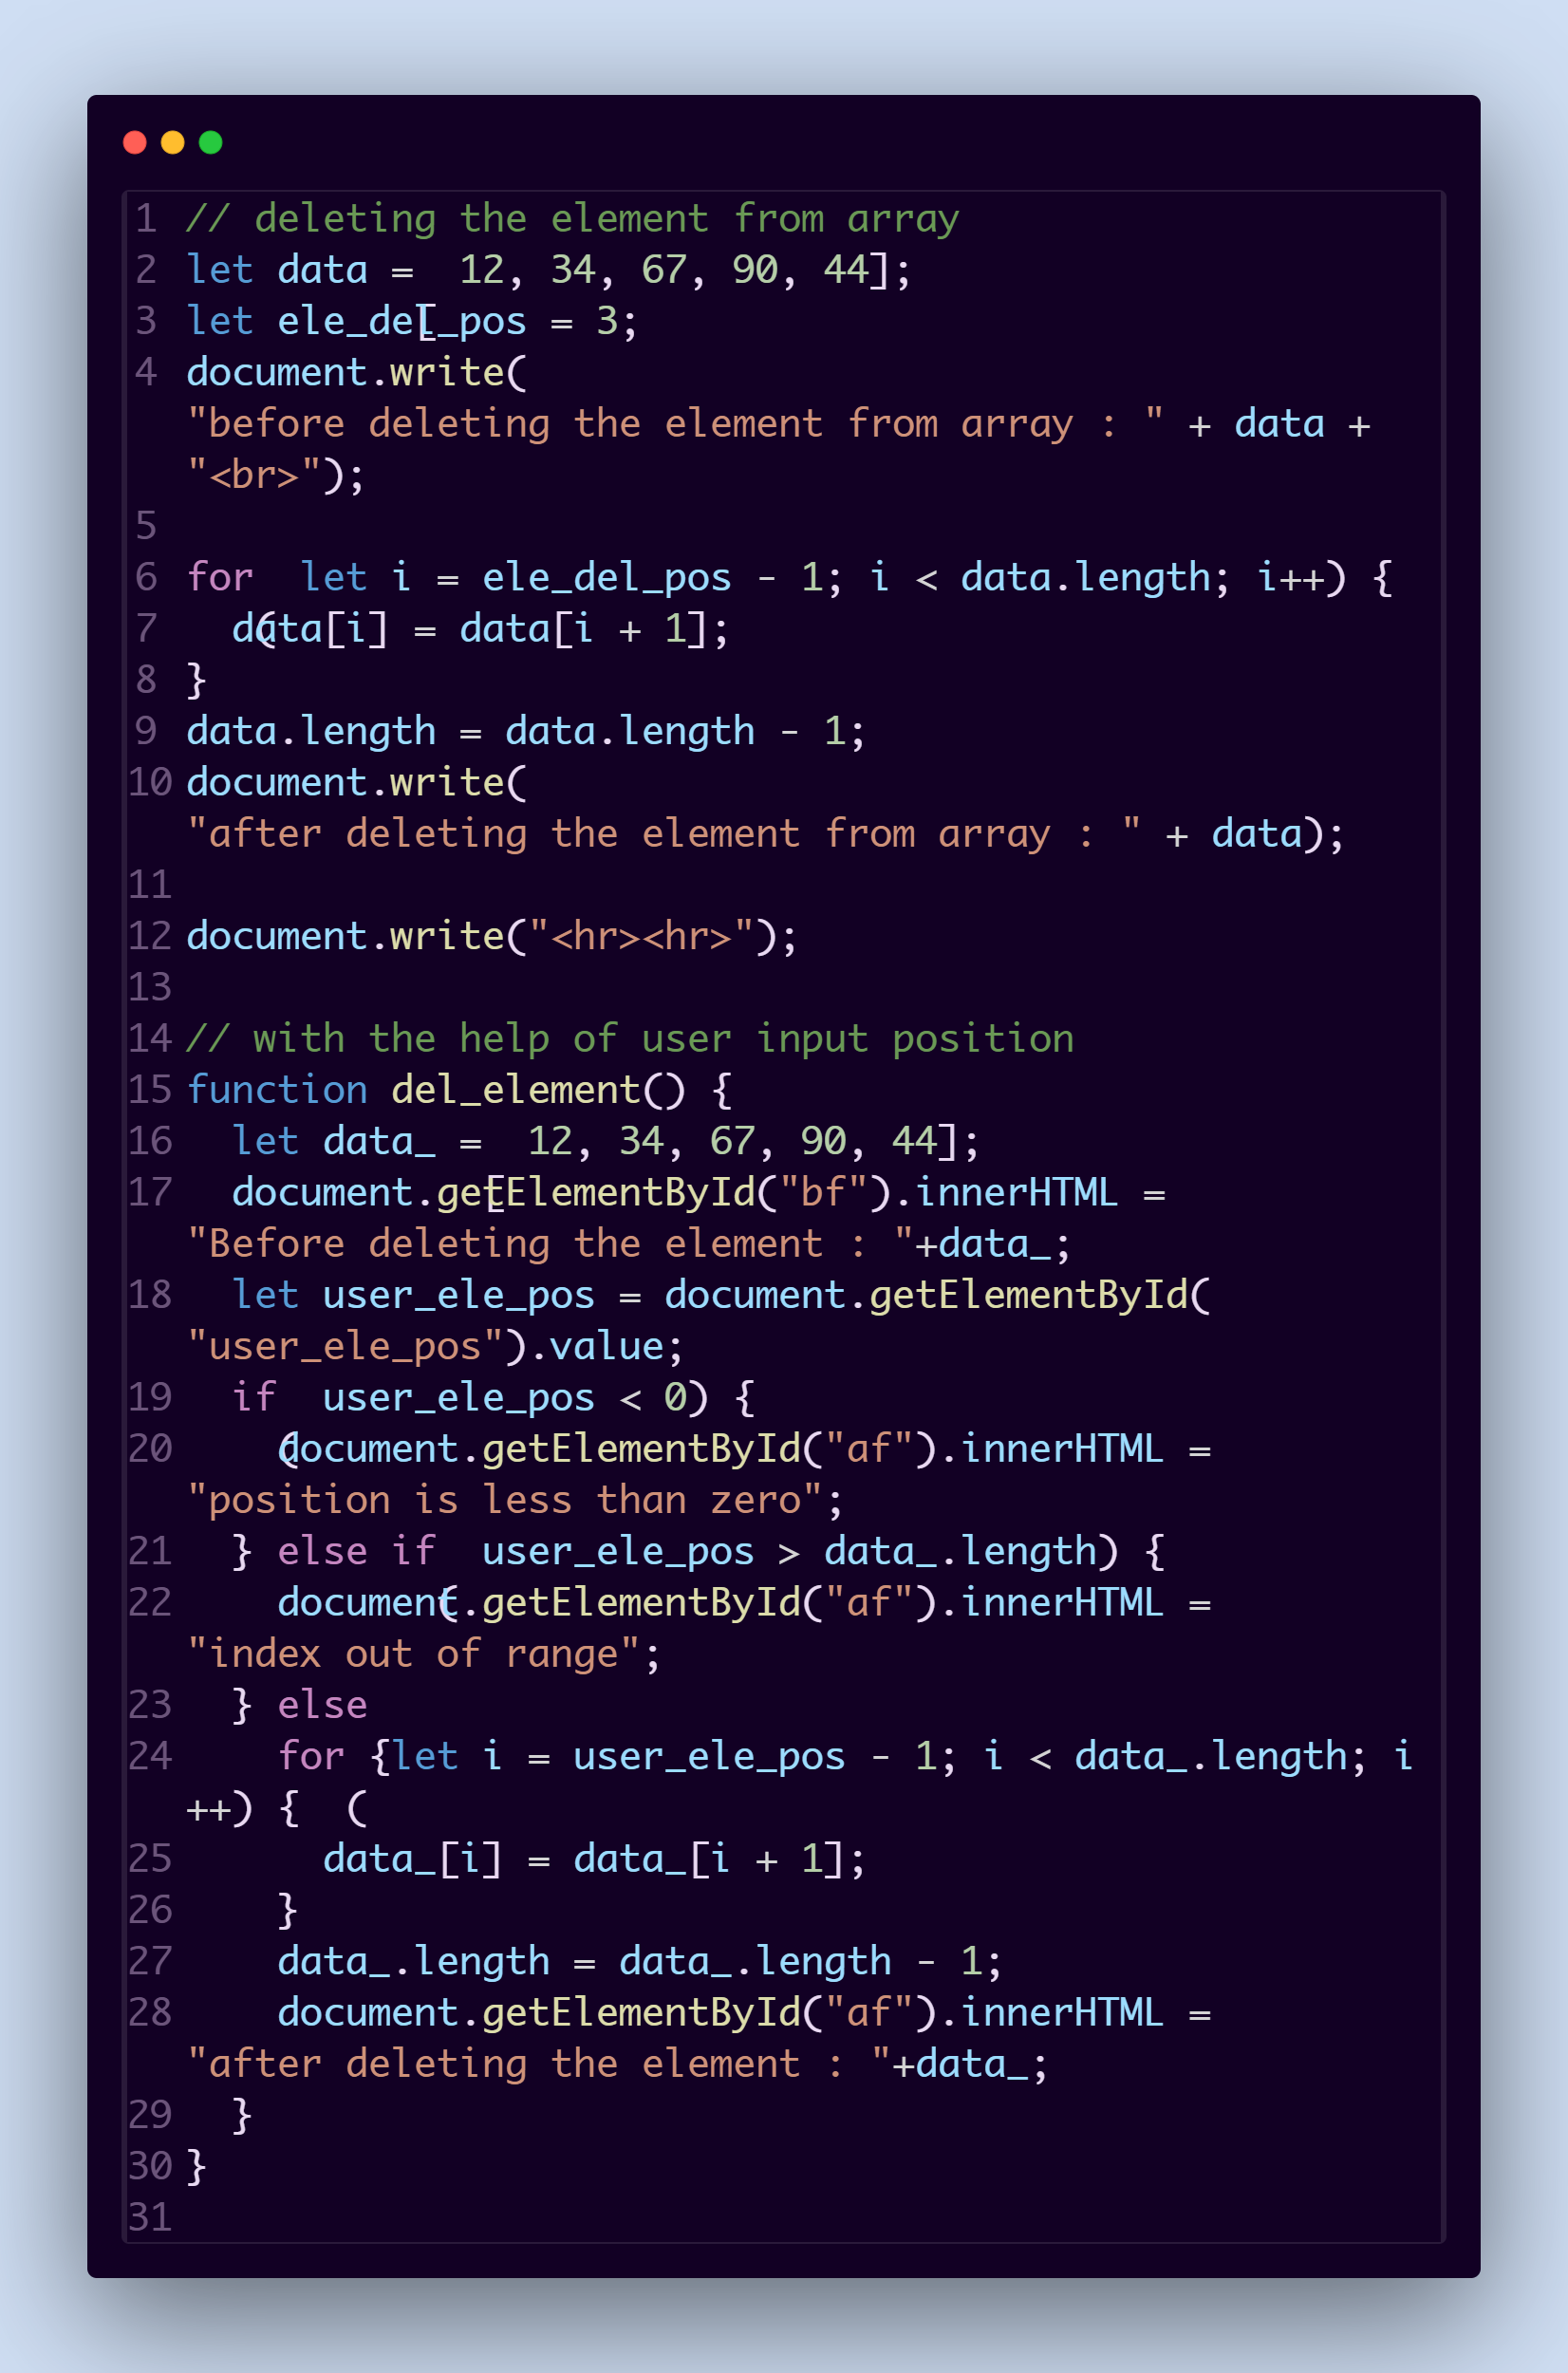 1 // deleting the element from array
2 let data =  12, 34, 67, 90, 44];
3 let ele_del[_pos = 3;
4 document.write(
"before deleting the element from array : " + data +
"<br>");
5
6 for  let i = ele_del_pos - 1; i < data.length; i++) {
7   da(ta[i] = data[i + 1];
8 }
9 data.length = data.length - 1;
10 document.write(
"after deleting the element from array : " + data);
11
12 document.write("<hr><hr>");
13
14 // with the help of user input position
15 function del_element() {
16   let data_ =  12, 34, 67, 90, 44];
17   document.get[ElementById("bf").innerHTML =
"Before deleting the element : "+data_;
18   let user_ele_pos = document.getElementById(
"user_ele_pos").value;
19   if  user_ele_pos < 0) {
20     (document.getElementById("af").innerHTML =
"position is less than zero";
21   } else if  user_ele_pos > data_.length) {
22     document(.getElementById("af").innerHTML =
"index out of range";
23   } else
24     for {let i = user_ele_pos - 1; i < data_.length; i
++) {  (
25       data_[i] = data_[i + 1];
26     }
27     data_.length = data_.length - 1;
28     document.getElementById("af").innerHTML =
"after deleting the element : "+data_;
29   }
30 }
31